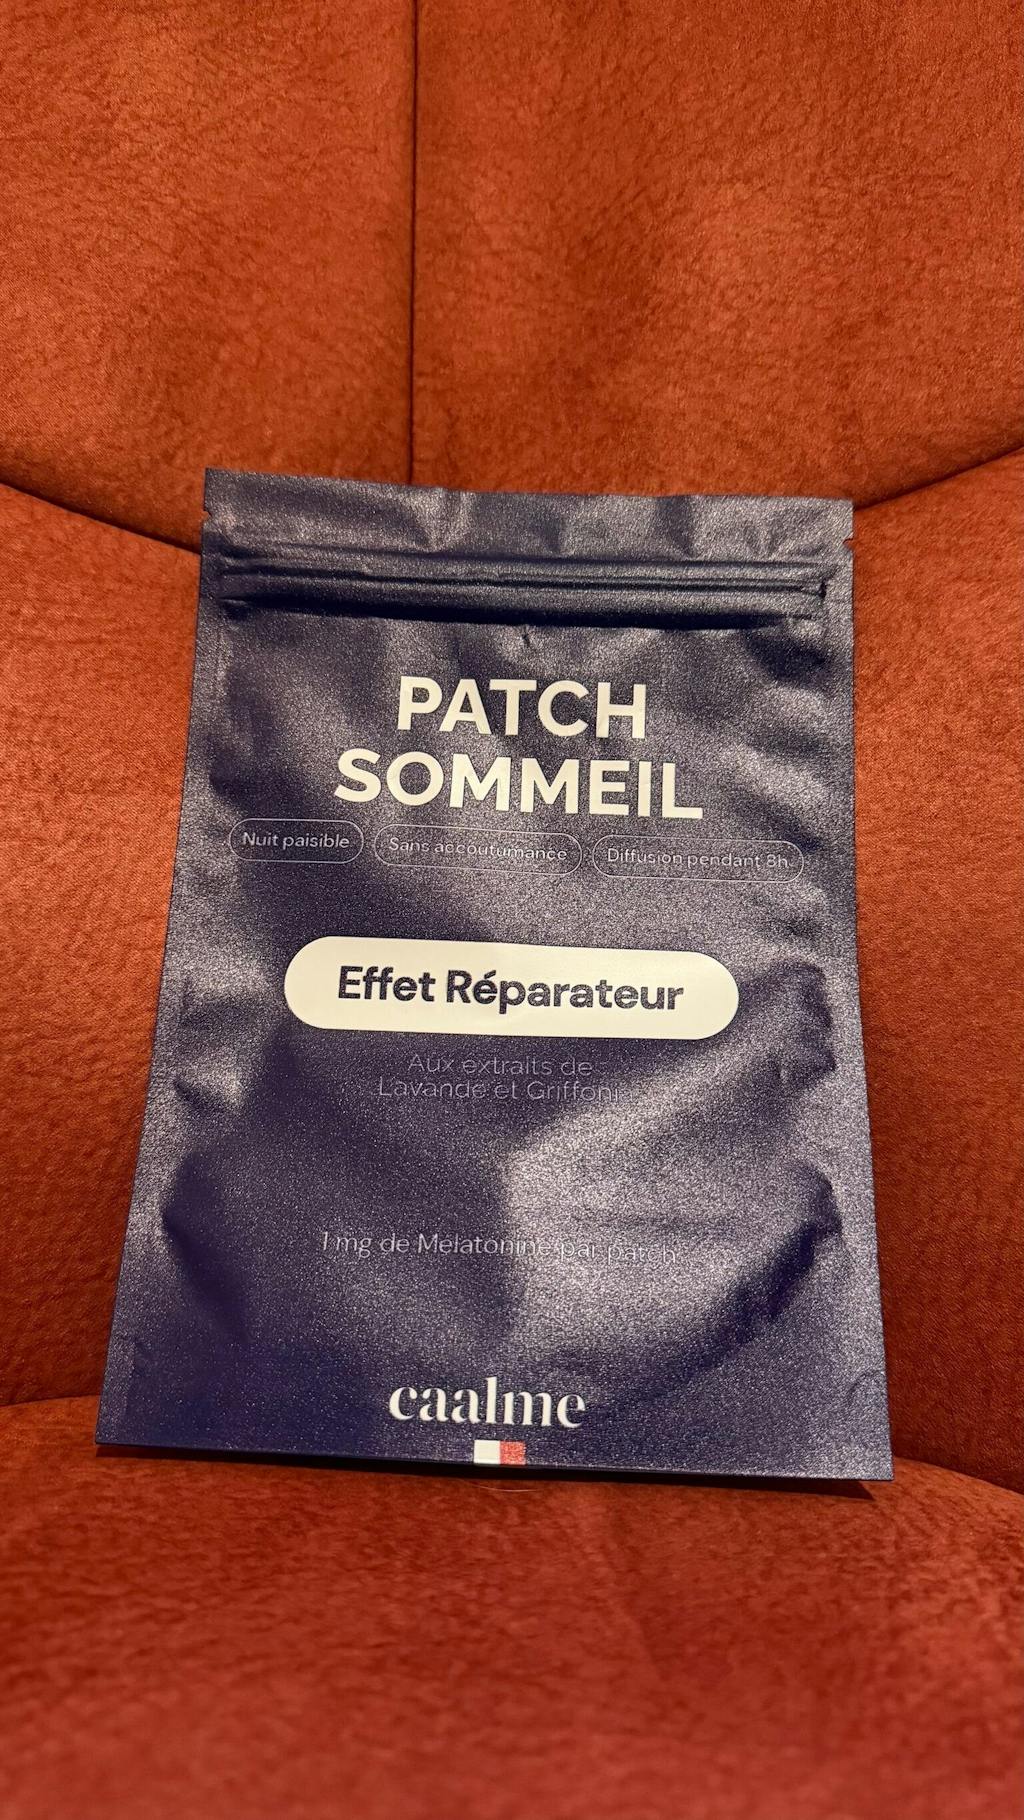 PATCH
SOMMEIL
Nuit paisible
Sans accoutumance
Diffusion pendant 8h
Effet Réparateur
Aux extraits de
Lavande et Griffonia
1 mg de Melatonine par patch
caalme